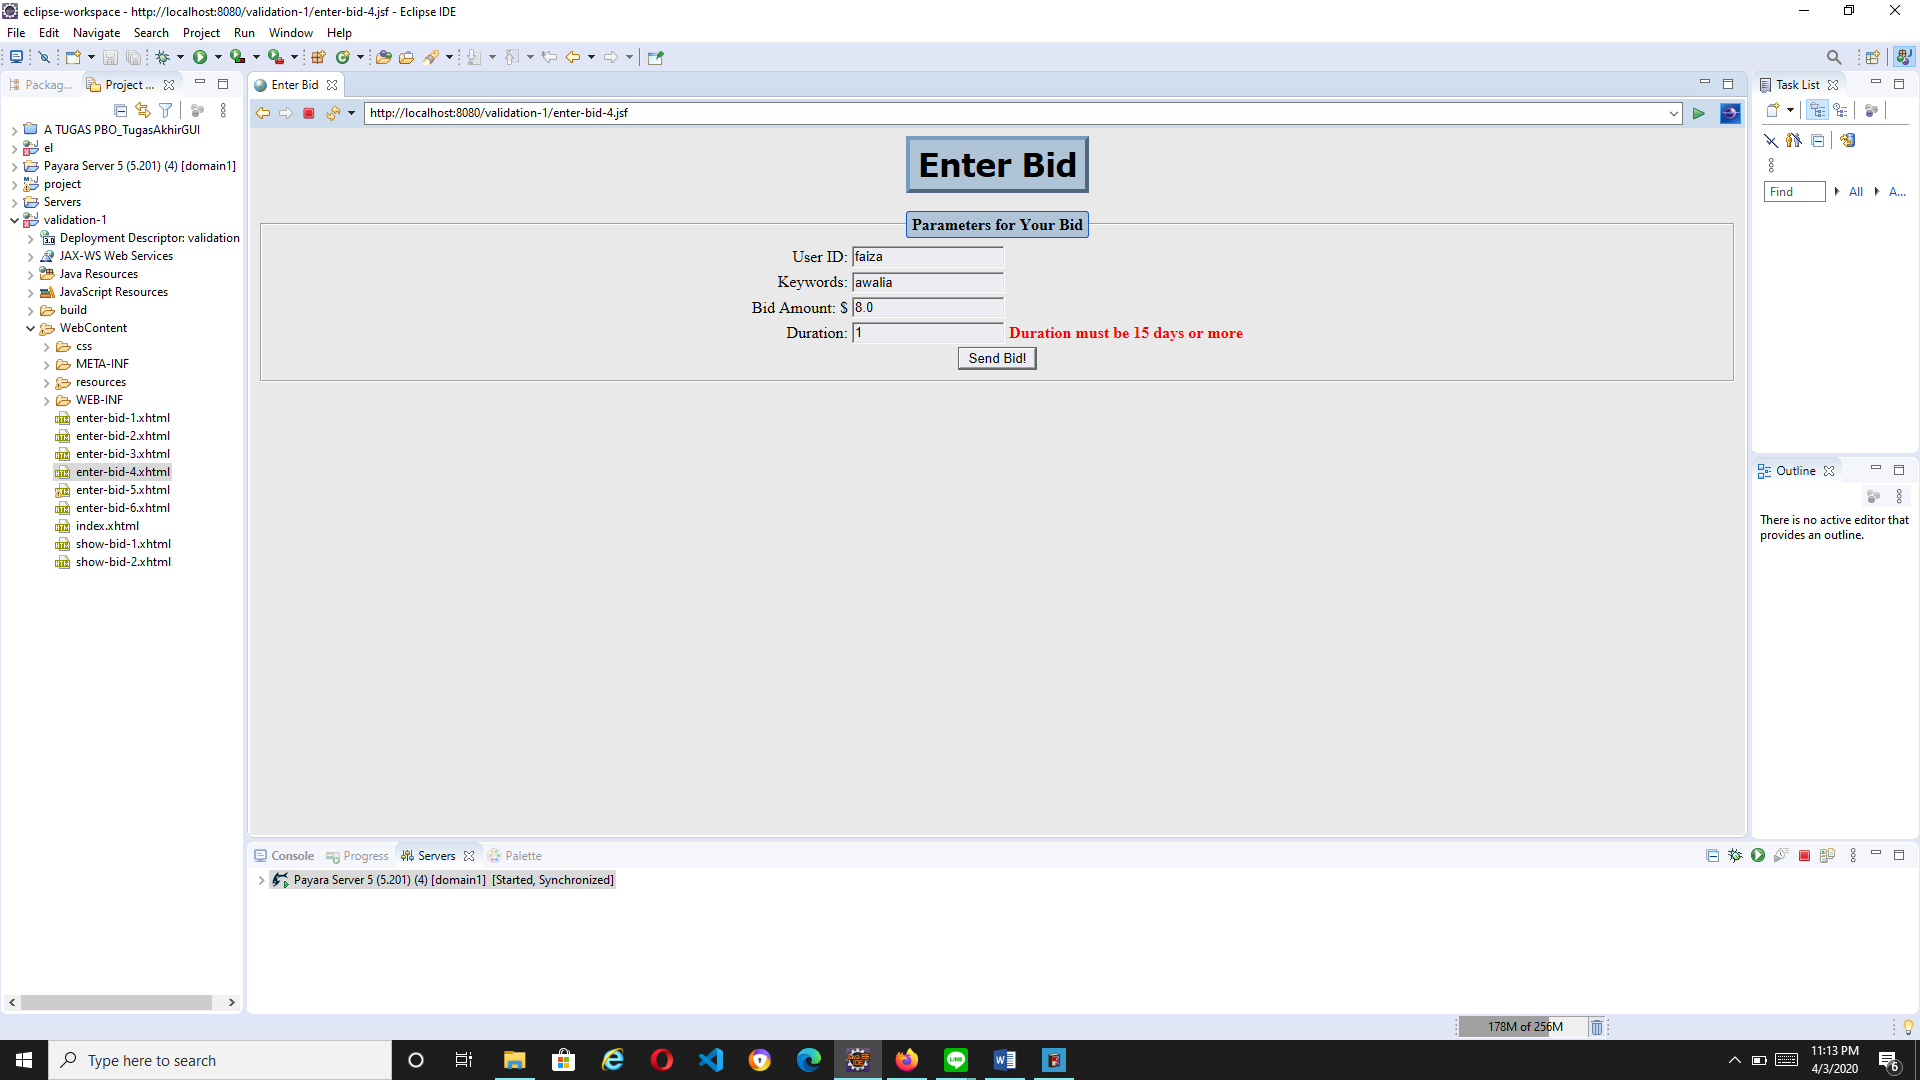 eclipse-workspace - http://localhost:8080/validation-1/enter-bid-4.jsf - Eclipse IDE
File Edit Navigate Search Project Run Window Help
Packag... Project ...
A TUGAS PBO_TugasAkhirGUI
el
Payara Server 5 (5.201) (4) [domain1]
project
Servers
validation-1
Deployment Descriptor: validation
JAX-WS Web Services
Java Resources
JavaScript Resources
build
WebContent
css
META-INF
resources
WEB-INF
enter-bid-1.xhtml
enter-bid-2.xhtml
enter-bid-3.xhtml
enter-bid-4.xhtml
enter-bid-5.xhtml
enter-bid-6.xhtml
index.xhtml
show-bid-1.xhtml
show-bid-2.xhtml
Enter Bid
http://localhost:8080/validation-1/enter-bid-4.jsf
Enter Bid
Parameters for Your Bid
User ID: faiza
Keywords: awalia
Bid Amount: $ 8.0
Duration: 1 Duration must be 15 days or more
Send Bid!
Task List
Find All A...
Outline
There is no active editor that
provides an outline.
Console Progress Servers Palette
Payara Server 5 (5.201) (4) [domain1] [Started, Synchronized]
178M of 256M
Type here to search
11:13 PM
4/3/2020
6